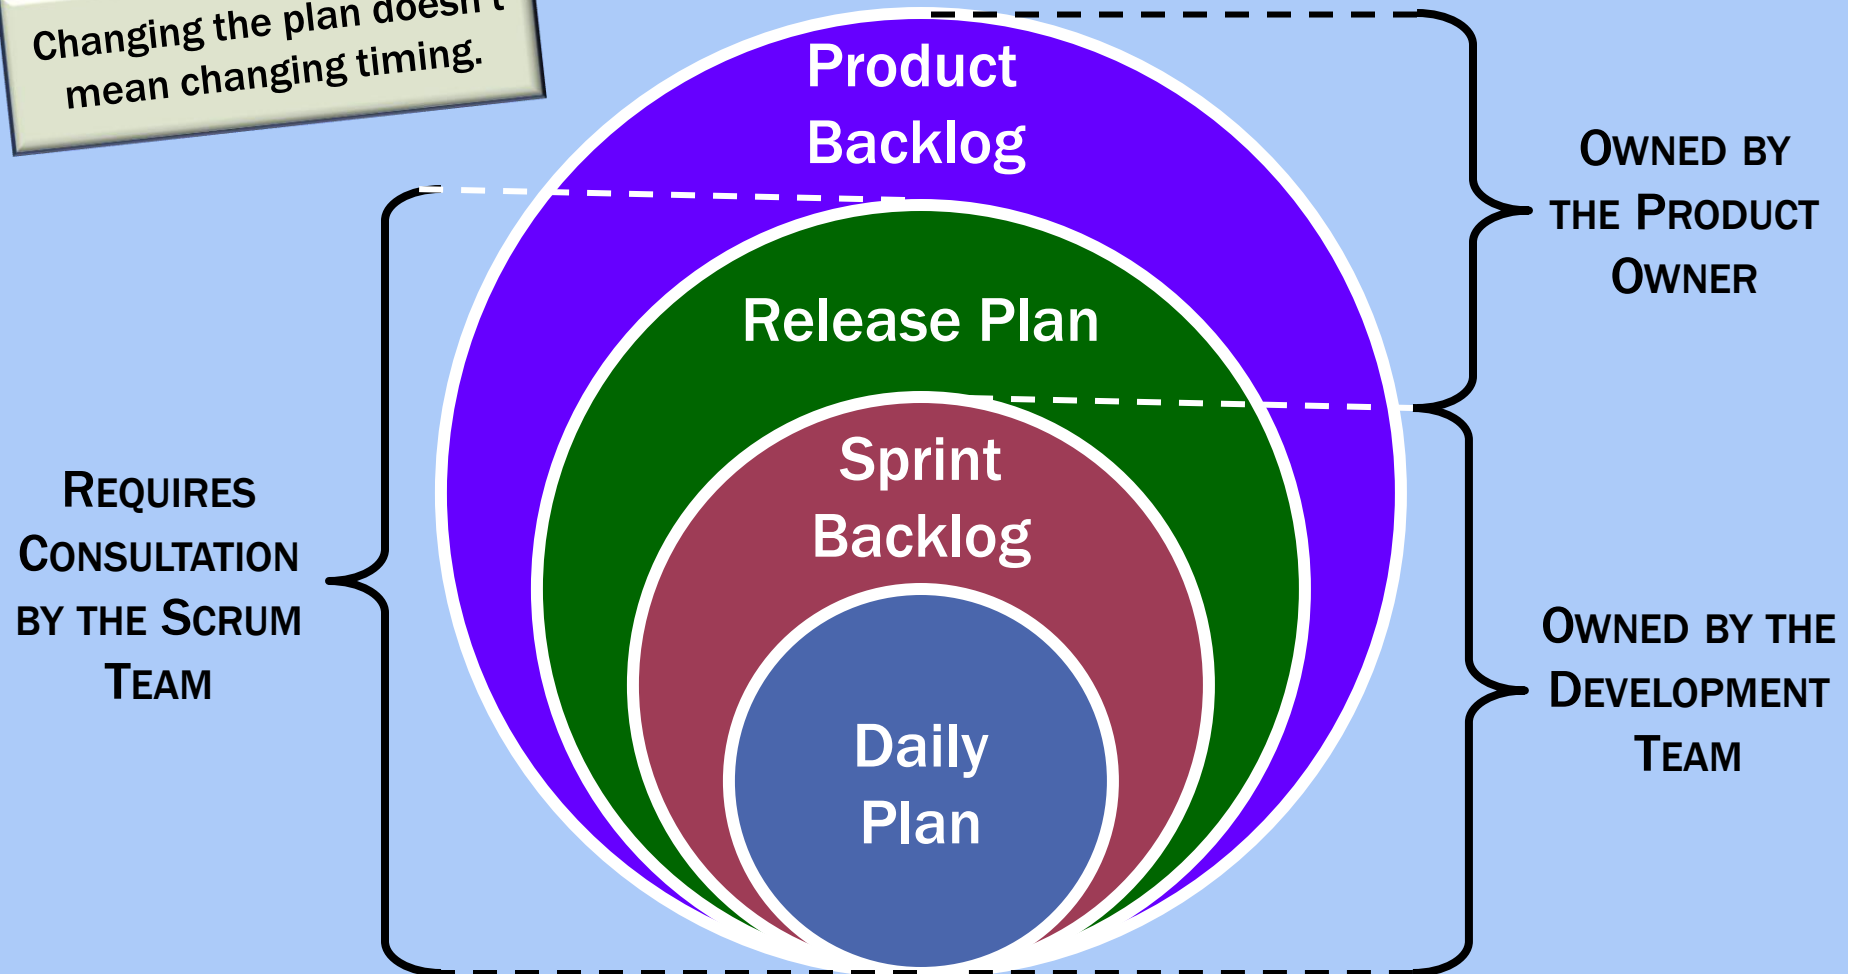 Changing the plan doesn't
mean changing timing.
Product
Backlog
OWNED BY
THE PRODUCT
OWNER
Release Plan
Sprint
Backlog
REQUIRES
CONSULTATION
BY THE SCRUM
TEAM
OWNED BY THE
DEVELOPMENT
TEAM
Daily
Plan